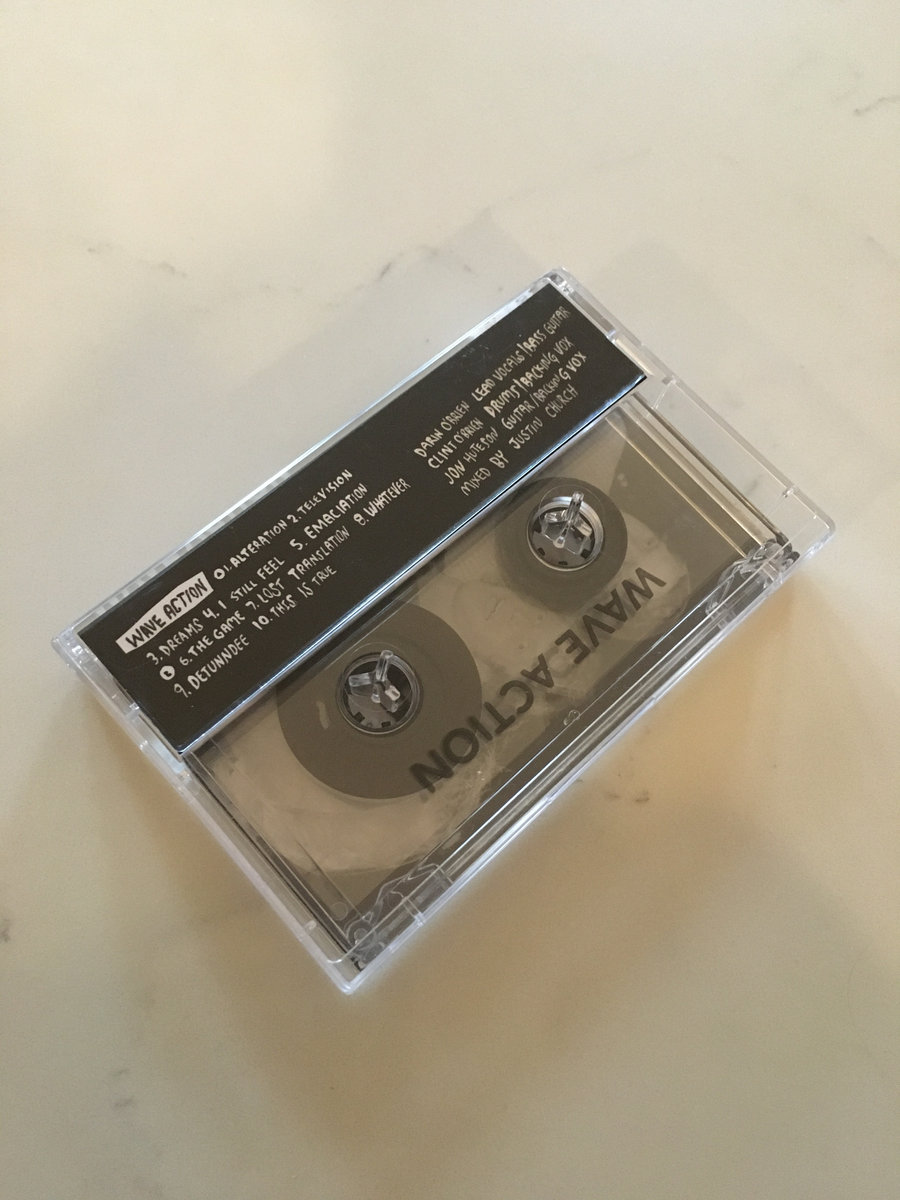 WAVE ACTION 1. ALTERATION 2. TELEVISION
3. DREAMS 4. I STILL FEEL 5. EMACIATION
2 6. THE GAME 7. LOST TRANSLATION 8. WHATEVER
9. DETUNNDEE 10. THIS IS TRUE
DARIN O'BRIEN LEAD VOCALS/BASS GUITAR
CLINT O'BRIEN DRUMS/BACKING VOX
JON HUTESON GUITAR/BACKING VOX
MIXED BY JUSTIN CHURCH
WAVE ACTION